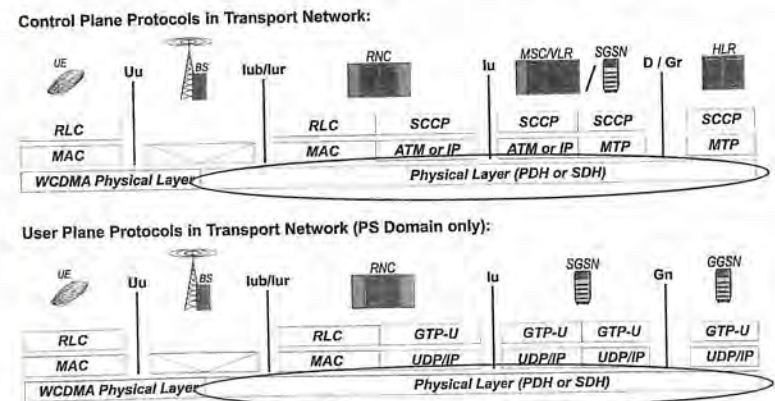 Control Plane Protocols in Transport Network:
UE Uu BS Iub/Iur RNC Iu MSC/VLR / SGSN D / Gr HLR
RLC RLC SCCP SCCP SCCP SCCP
MAC MAC ATM or IP ATM or IP MTP MTP
WCDMA Physical Layer Physical Layer (PDH or SDH)
User Plane Protocols in Transport Network (PS Domain only):
UE Uu BS Iub/Iur RNC Iu SGSN Gn GGSN
RLC RLC GTP-U GTP-U GTP-U GTP-U
MAC MAC UDP/IP UDP/IP UDP/IP UDP/IP
WCDMA Physical Layer Physical Layer (PDH or SDH)